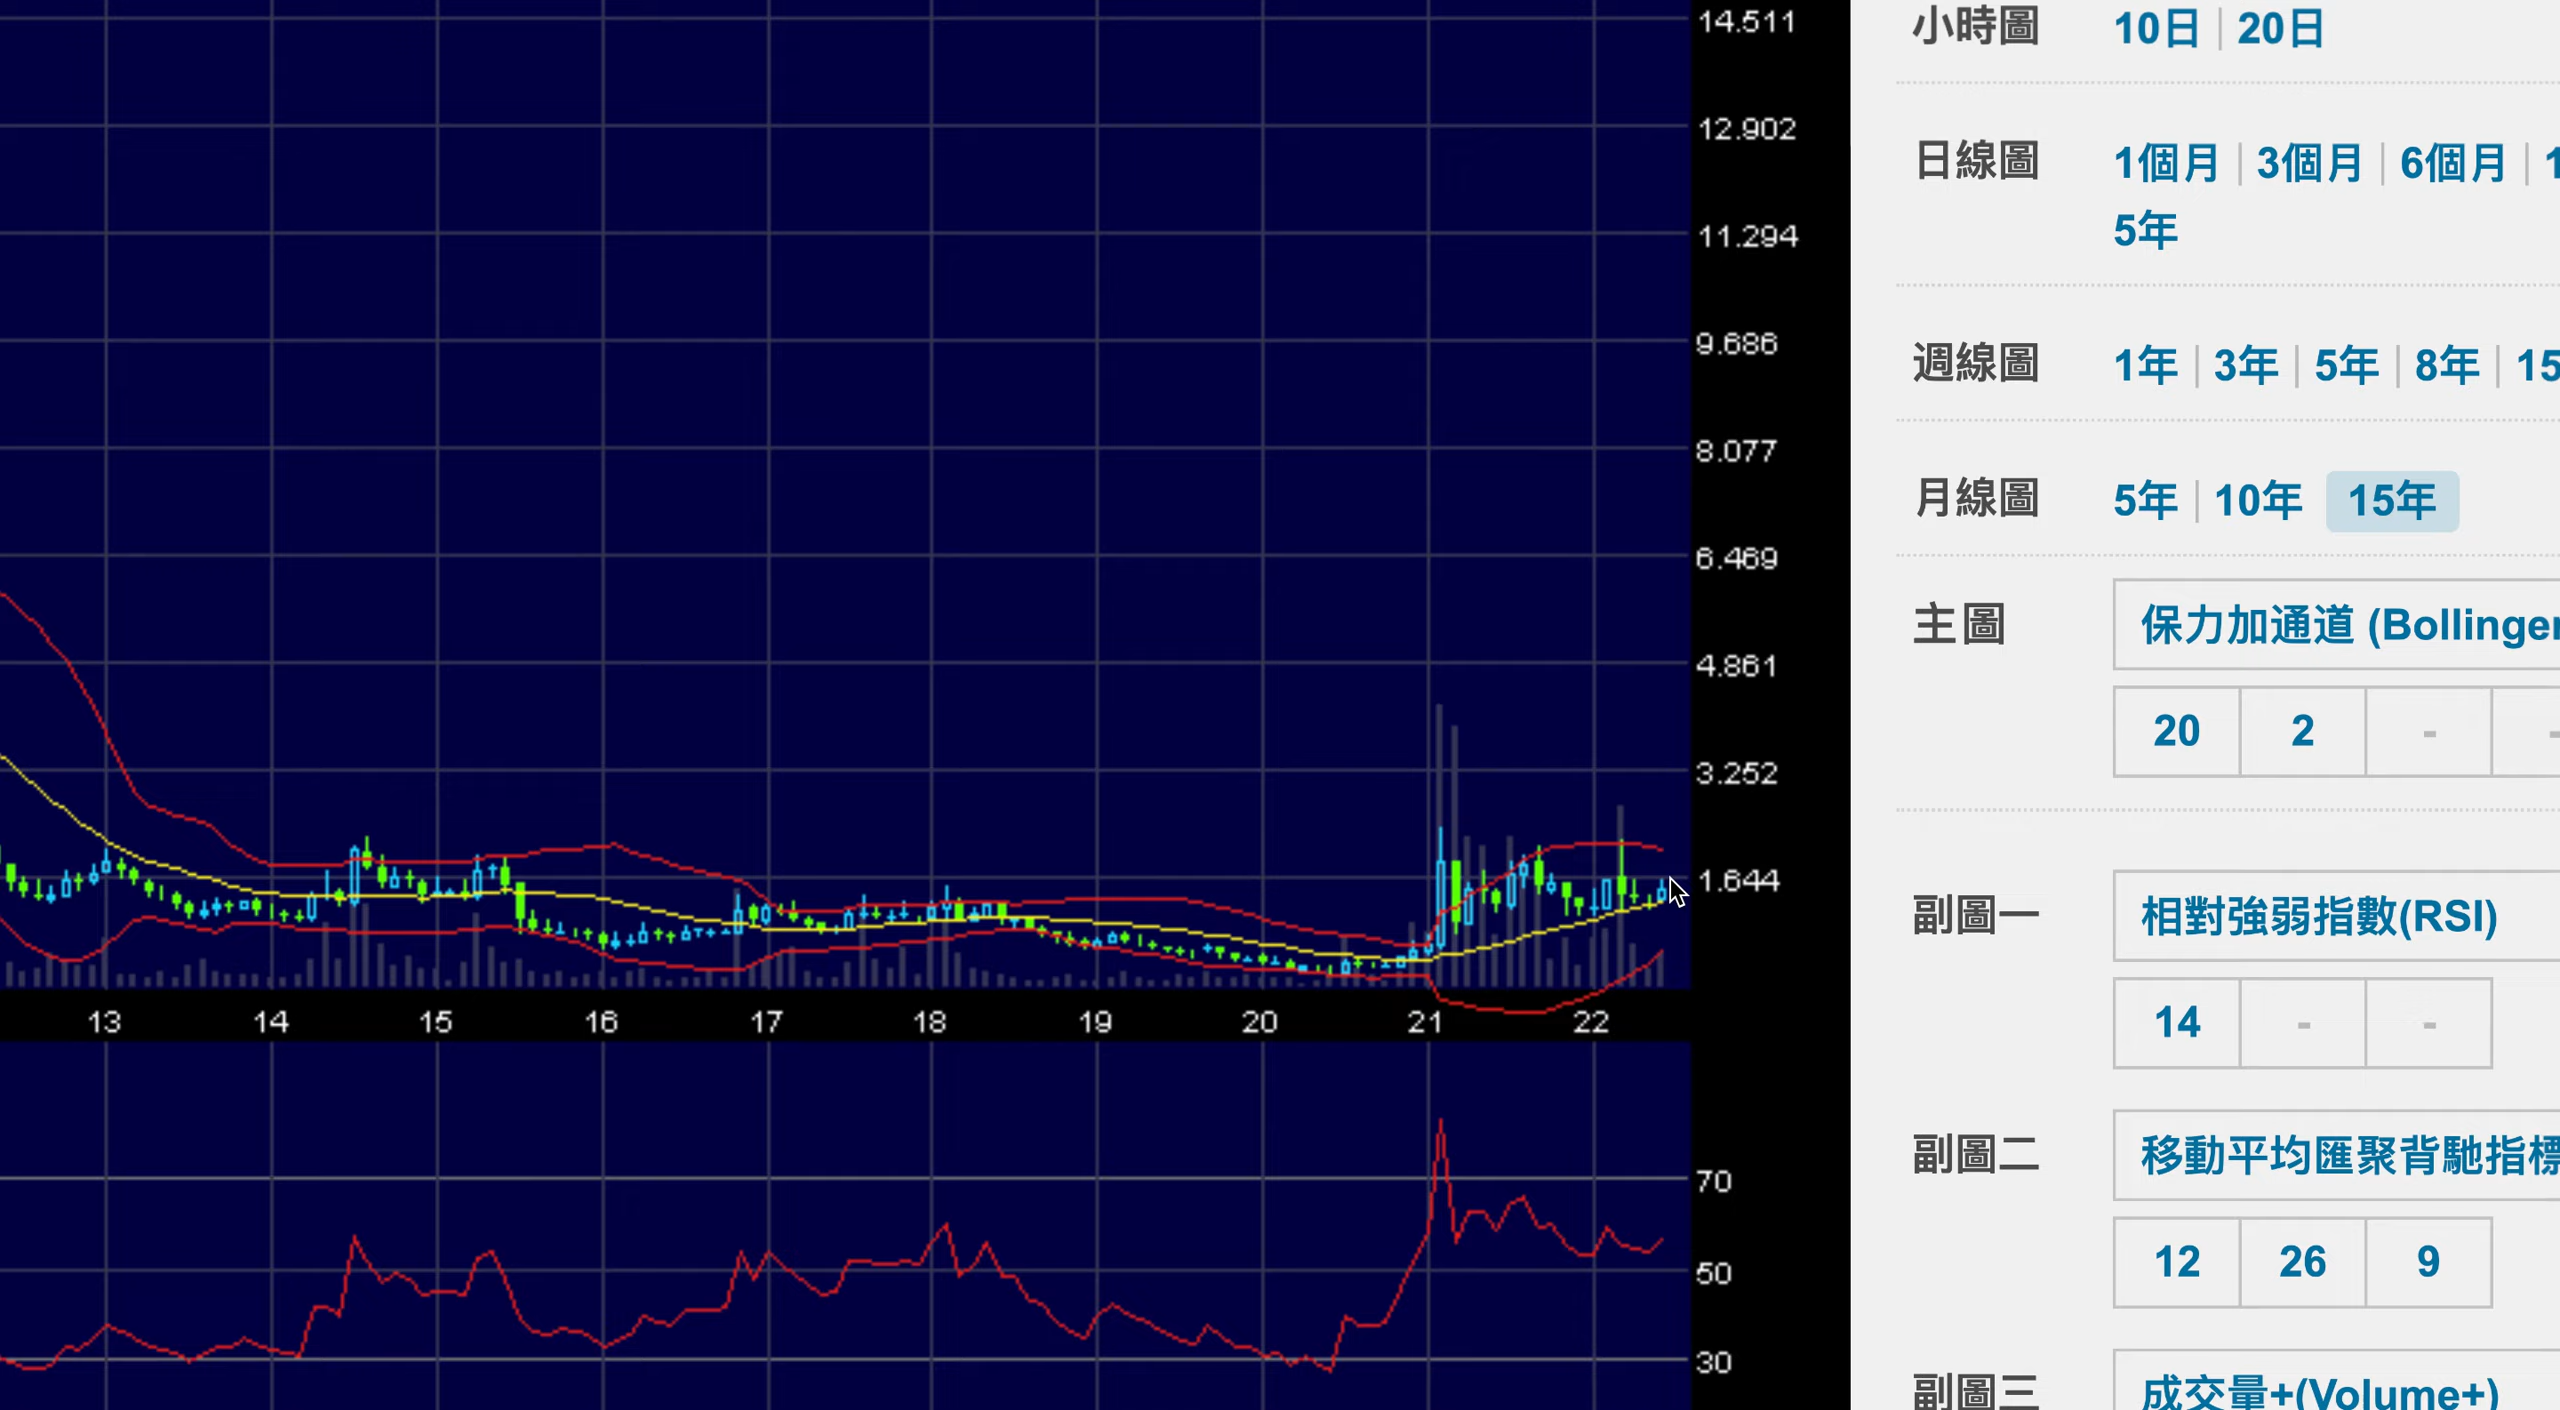 14.511
12.902
11.294
9.686
8.077
6.469
4.861
3.252
1.644
13 14 15 16 17 18 19 20 21 22
70
50
30
小時圖 10日 | 20日
日線圖 1個月 | 3個月 | 6個月 | 1
5年
週線圖 1年 | 3年 | 5年 | 8年 | 15
月線圖 5年 | 10年 15年
主圖 保力加通道 (Bollinger
20 2 - -
副圖一 相對強弱指數(RSI)
14 - -
副圖二 移動平均匯聚背馳指標
12 26 9
副圖三 成交量+(Volume+)